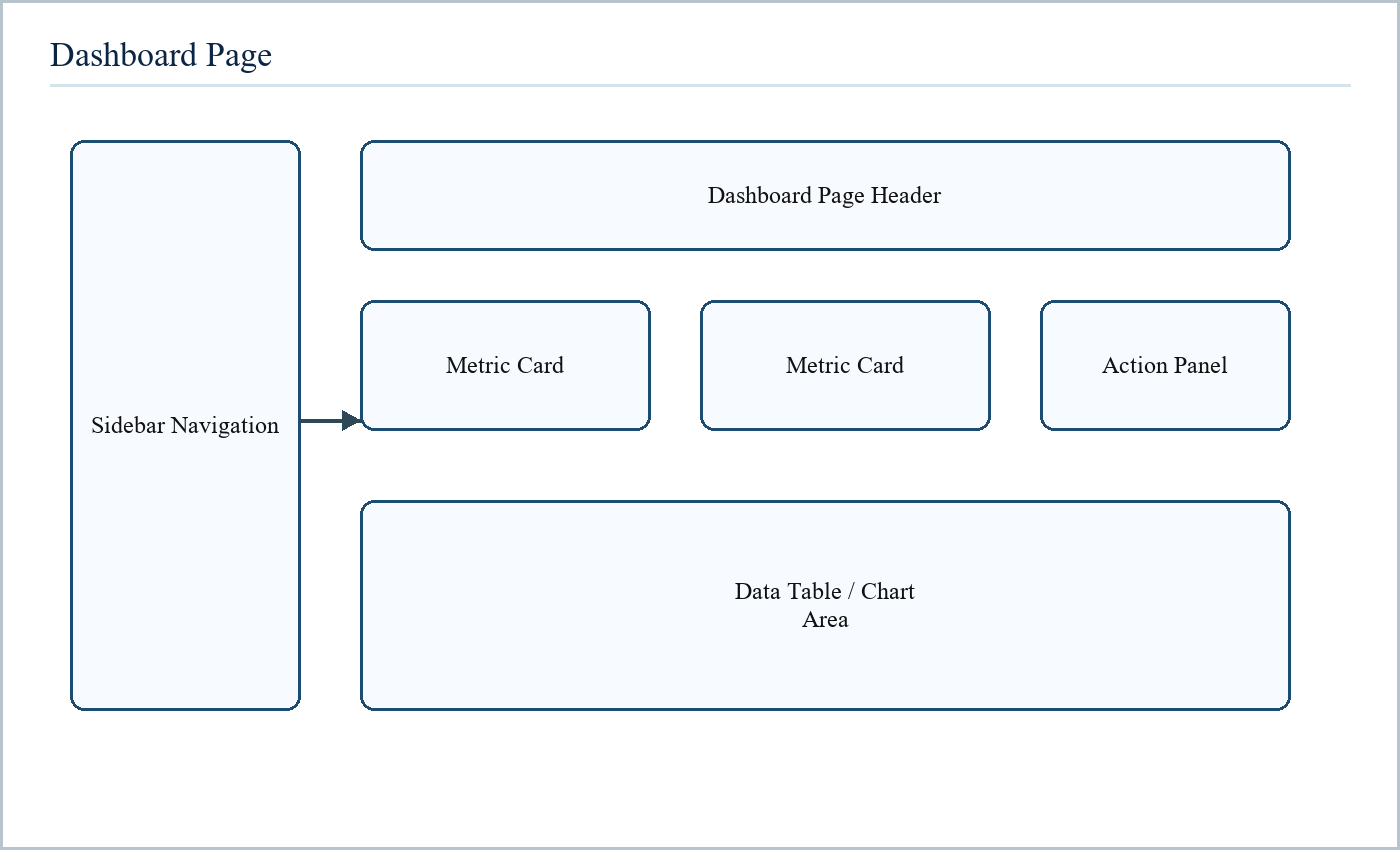 Dashboard Page
Dashboard Page Header
Metric Card
Metric Card
Action Panel
Sidebar Navigation
Data Table / Chart
Area